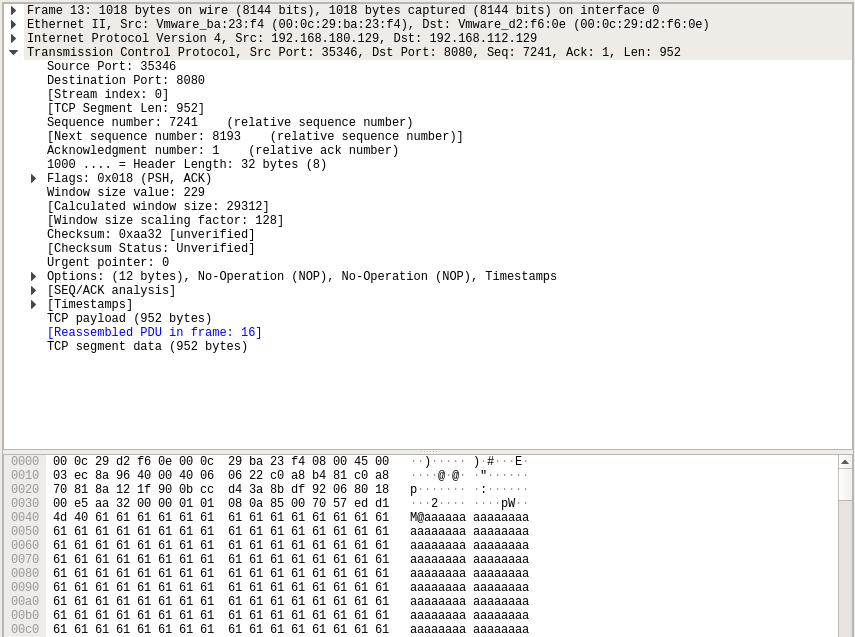 Frame 13: 1018 bytes on wire (8144 bits), 1018 bytes captured (8144 bits) on interface 0
Ethernet II, Src: Vmware_ba:23:f4 (00:0c:29:ba:23:f4), Dst: Vmware_d2:f6:0e (00:0c:29:d2:f6:0e)
Internet Protocol Version 4, Src: 192.168.180.129, Dst: 192.168.112.129
Transmission Control Protocol, Src Port: 35346, Dst Port: 8080, Seq: 7241, Ack: 1, Len: 952
Source Port: 35346
Destination Port: 8080
[Stream index: 0]
[TCP Segment Len: 952]
Sequence number: 7241    (relative sequence number)
[Next sequence number: 8193    (relative sequence number)]
Acknowledgment number: 1    (relative ack number)
1000 .... = Header Length: 32 bytes (8)
Flags: 0x018 (PSH, ACK)
Window size value: 229
[Calculated window size: 29312]
[Window size scaling factor: 128]
Checksum: 0xaa32 [unverified]
[Checksum Status: Unverified]
Urgent pointer: 0
Options: (12 bytes), No-Operation (NOP), No-Operation (NOP), Timestamps
[SEQ/ACK analysis]
[Timestamps]
TCP payload (952 bytes)
[Reassembled PDU in frame: 16]
TCP segment data (952 bytes)
0000  00 0c 29 d2 f6 0e 00 0c  29 ba 23 f4 08 00 45 00   ··)····· )·#···E·
0010  03 ec 8a 96 40 00 40 06  06 22 c0 a8 b4 81 c0 a8   ····@·@· ·"······
0020  70 81 8a 12 1f 90 0b cc  d4 3a 8b df 92 06 80 18   p······· ·:······
0030  00 e5 aa 32 00 00 01 01  08 0a 85 00 70 57 ed d1   ···2···· ····pW··
0040  4d 40 61 61 61 61 61 61  61 61 61 61 61 61 61 61   M@aaaaaa aaaaaaaa
0050  61 61 61 61 61 61 61 61  61 61 61 61 61 61 61 61   aaaaaaaa aaaaaaaa
0060  61 61 61 61 61 61 61 61  61 61 61 61 61 61 61 61   aaaaaaaa aaaaaaaa
0070  61 61 61 61 61 61 61 61  61 61 61 61 61 61 61 61   aaaaaaaa aaaaaaaa
0080  61 61 61 61 61 61 61 61  61 61 61 61 61 61 61 61   aaaaaaaa aaaaaaaa
0090  61 61 61 61 61 61 61 61  61 61 61 61 61 61 61 61   aaaaaaaa aaaaaaaa
00a0  61 61 61 61 61 61 61 61  61 61 61 61 61 61 61 61   aaaaaaaa aaaaaaaa
00b0  61 61 61 61 61 61 61 61  61 61 61 61 61 61 61 61   aaaaaaaa aaaaaaaa
00c0  61 61 61 61 61 61 61 61  61 61 61 61 61 61 61 61   aaaaaaaa aaaaaaaa